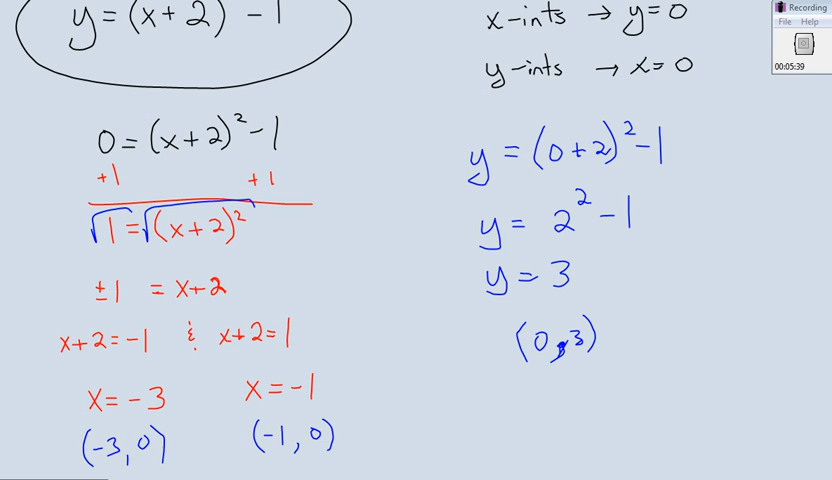 y = (x+2) - 1
0 = (x+2)² - 1
+1 +1
√1 = √(x+2)²
±1 = x+2
x+2 = -1 & x+2 = 1
x = -3 x = -1
(-3, 0) (-1, 0)
x-ints → y = 0
y-ints → x = 0
y = (0+2)² - 1
y = 2² - 1
y = 3
(0, 3)
Recording
File Help
00:05:39